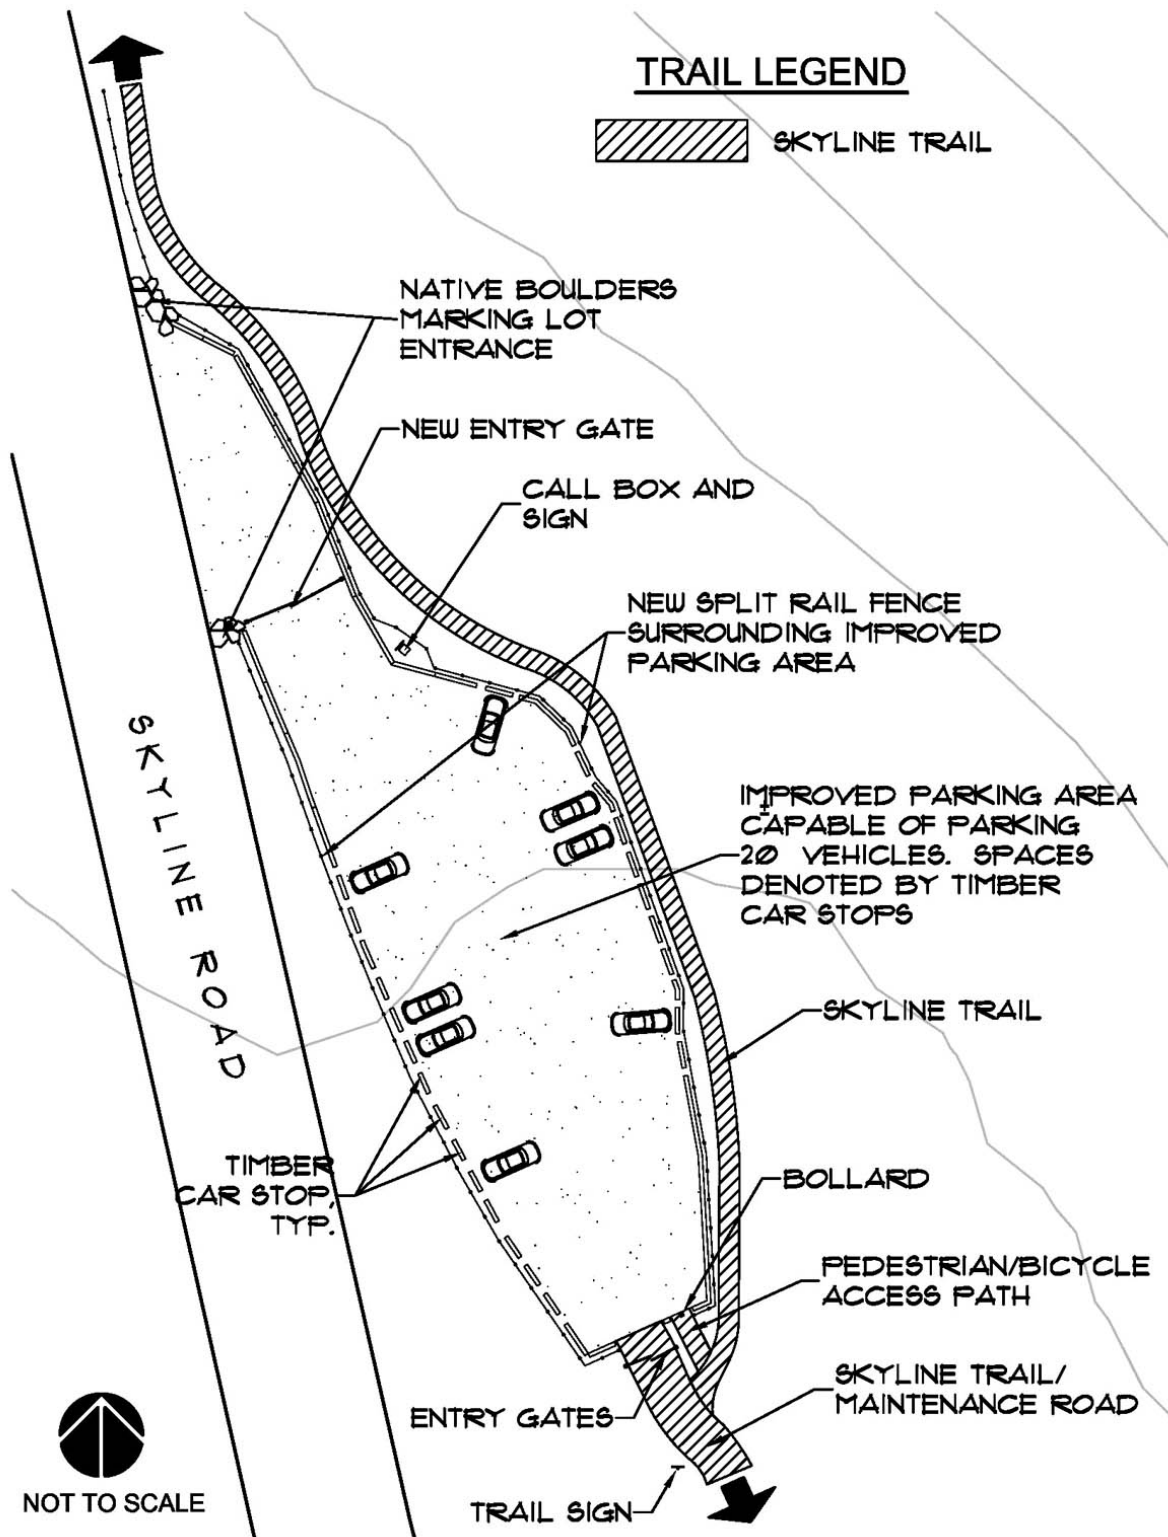 TRAIL LEGEND
SKYLINE TRAIL
NATIVE BOULDERS
MARKING LOT
ENTRANCE
NEW ENTRY GATE
CALL BOX AND
SIGN
NEW SPLIT RAIL FENCE
SURROUNDING IMPROVED
PARKING AREA
SKYLINE ROAD
IMPROVED PARKING AREA
CAPABLE OF PARKING
±20 VEHICLES. SPACES
DENOTED BY TIMBER
CAR STOPS
SKYLINE TRAIL
TIMBER
CAR STOP,
TYP.
BOLLARD
PEDESTRIAN/BICYCLE
ACCESS PATH
SKYLINE TRAIL/
MAINTENANCE ROAD
ENTRY GATES
TRAIL SIGN
NOT TO SCALE